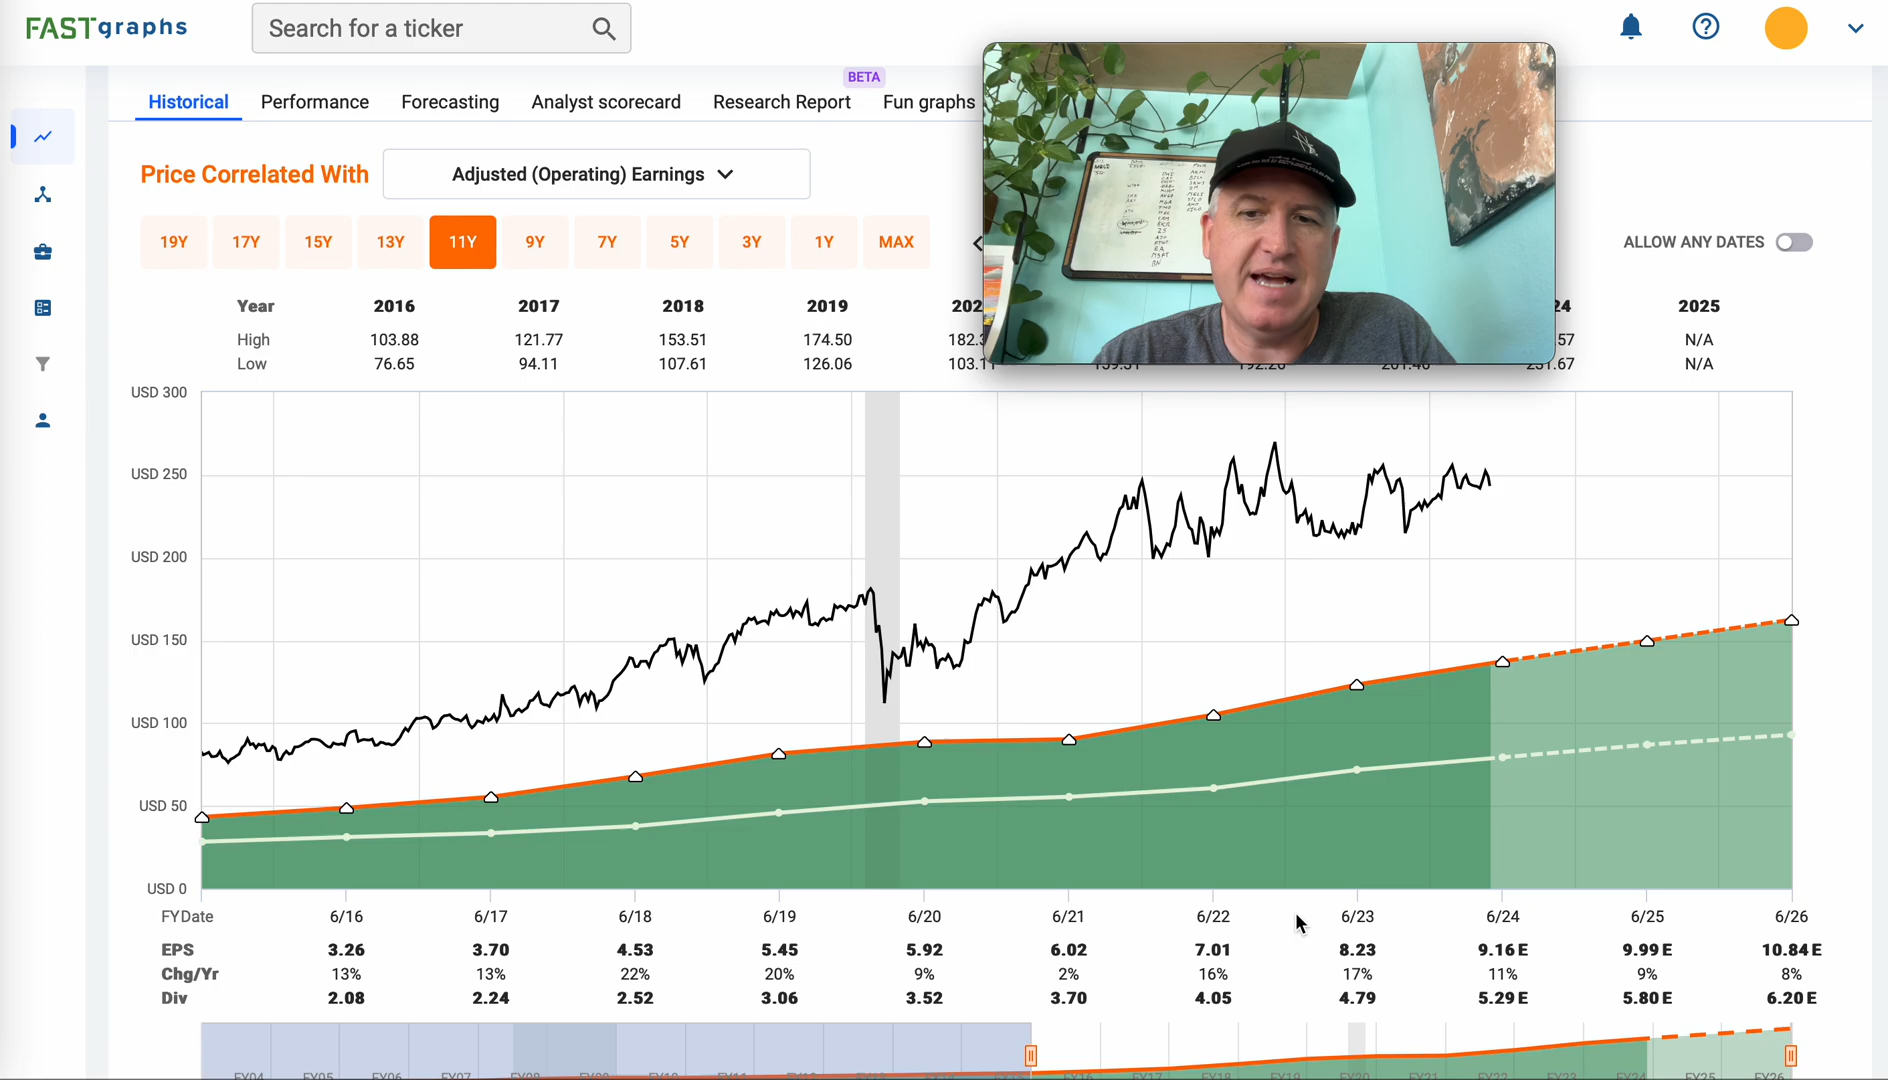 FAST graphs
Search for a ticker
BETA
Historical Performance Forecasting Analyst scorecard Research Report Fun graphs
Price Correlated With Adjusted (Operating) Earnings
19Y 17Y 15Y 13Y 11Y 9Y 7Y 5Y 3Y 1Y MAX ALLOW ANY DATES
Year 2016 2017 2018 2019 2025
High 103.88 121.77 153.51 174.50 N/A
Low 76.65 94.11 107.61 126.06 N/A
USD 300
USD 250
USD 200
USD 150
USD 100
USD 50
USD 0
FYDate 6/16 6/17 6/18 6/19 6/20 6/21 6/22 6/23 6/24 6/25 6/26
EPS 3.26 3.70 4.53 5.45 5.92 6.02 7.01 8.23 9.16 E 9.99 E 10.84 E
Chg/Yr 13% 13% 22% 20% 9% 2% 16% 17% 11% 9% 8%
Div 2.08 2.24 2.52 3.06 3.52 3.70 4.05 4.79 5.29 E 5.80 E 6.20 E